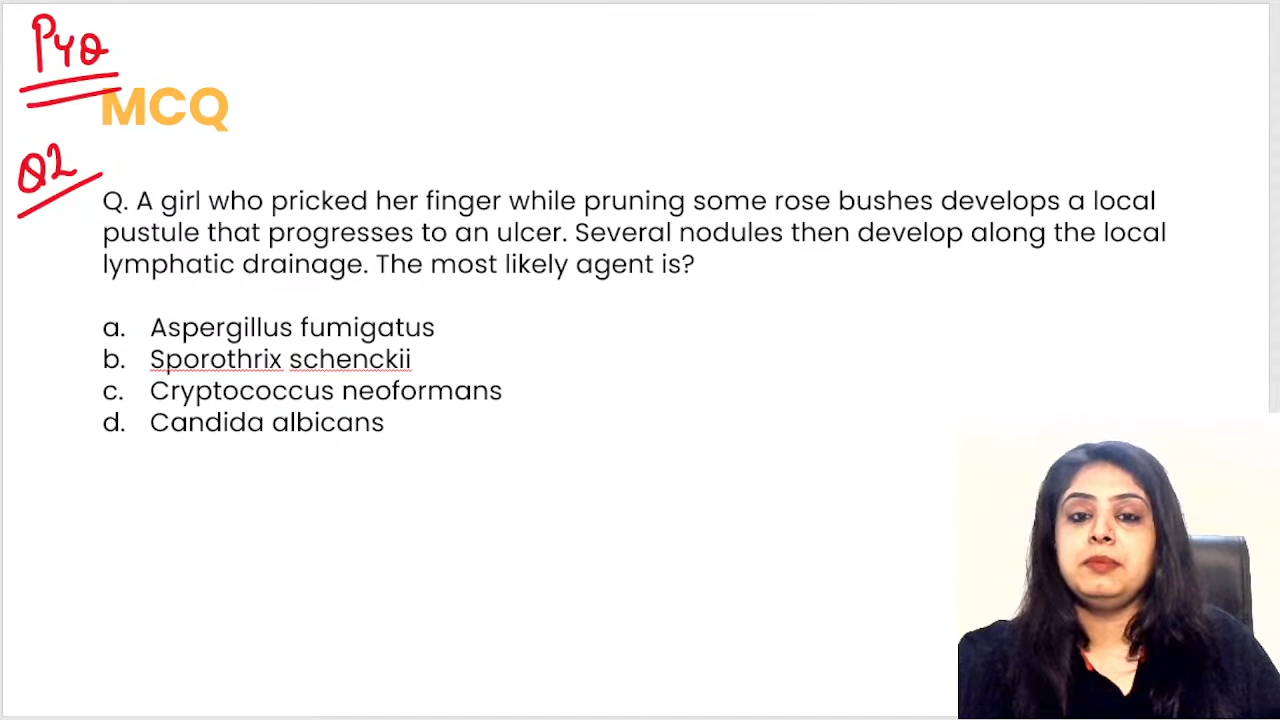 PYQ
MCQ
Q2
Q. A girl who pricked her finger while pruning some rose bushes develops a local
pustule that progresses to an ulcer. Several nodules then develop along the local
lymphatic drainage. The most likely agent is?
a. Aspergillus fumigatus
b. Sporothrix schenckii
c. Cryptococcus neoformans
d. Candida albicans